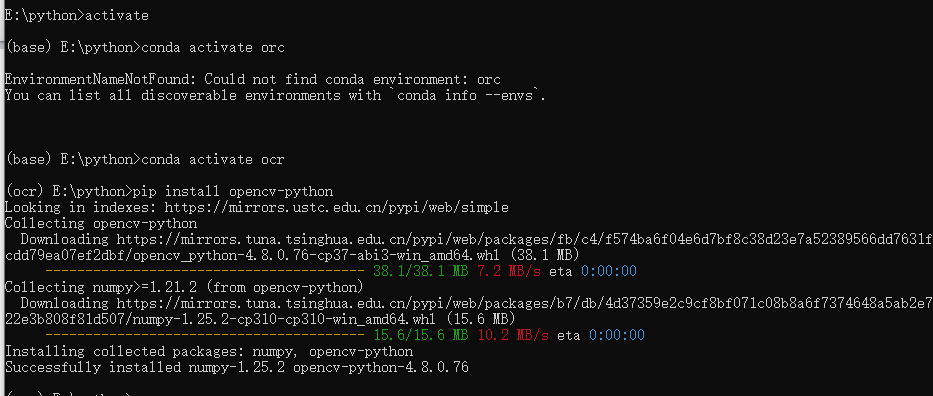 E:\python>activate
(base) E:\python>conda activate orc
EnvironmentNameNotFound: Could not find conda environment: orc
You can list all discoverable environments with `conda info --envs`.
(base) E:\python>conda activate ocr
(ocr) E:\python>pip install opencv-python
Looking in indexes: https://mirrors.ustc.edu.cn/pypi/web/simple
Collecting opencv-python
Downloading https://mirrors.tuna.tsinghua.edu.cn/pypi/web/packages/fb/c4/f574ba6f04e6d7bf8c38d23e7a52389566dd7631f
cdd79ea07ef2dbf/opencv_python-4.8.0.76-cp37-abi3-win_amd64.whl (38.1 MB)
---------------------------------------- 38.1/38.1 MB 7.2 MB/s eta 0:00:00
Collecting numpy>=1.21.2 (from opencv-python)
Downloading https://mirrors.tuna.tsinghua.edu.cn/pypi/web/packages/b7/db/4d37359e2c9cf8bf071c08b8a6f7374648a5ab2e7
22e3b808f81d507/numpy-1.25.2-cp310-cp310-win_amd64.whl (15.6 MB)
---------------------------------------- 15.6/15.6 MB 10.2 MB/s eta 0:00:00
Installing collected packages: numpy, opencv-python
Successfully installed numpy-1.25.2 opencv-python-4.8.0.76